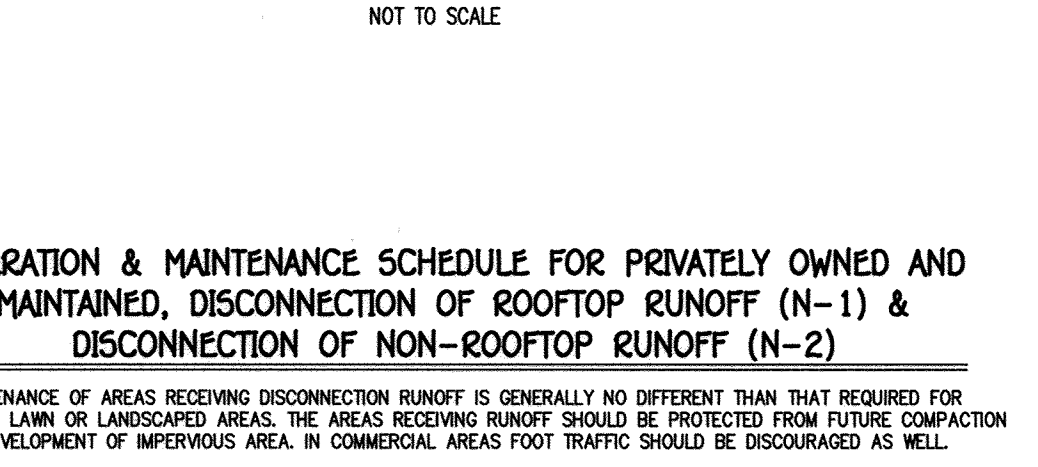 NOT TO SCALE
RATION & MAINTENANCE SCHEDULE FOR PRIVATELY OWNED AND
MAINTAINED, DISCONNECTION OF ROOFTOP RUNOFF (N-1) &
DISCONNECTION OF NON-ROOFTOP RUNOFF (N-2)
ENANCE OF AREAS RECEIVING DISCONNECTION RUNOFF IS GENERALLY NO DIFFERENT THAN THAT REQUIRED FOR
LAWN OR LANDSCAPED AREAS. THE AREAS RECEIVING RUNOFF SHOULD BE PROTECTED FROM FUTURE COMPACTION
VELOPMENT OF IMPERVIOUS AREA. IN COMMERCIAL AREAS FOOT TRAFFIC SHOULD BE DISCOURAGED AS WELL.